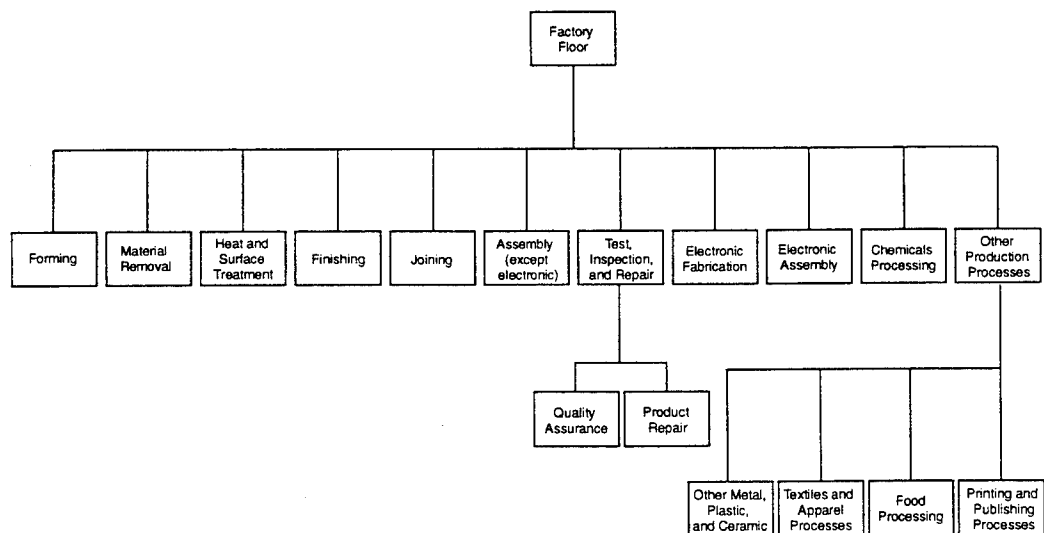 Factory
Floor
Forming
Material
Removal
Heat and
Surface
Treatment
Finishing
Joining
Assembly
(except
electronic)
Test,
Inspection,
and Repair
Electronic
Fabrication
Electronic
Assembly
Chemicals
Processing
Other
Production
Processes
Quality
Assurance
Product
Repair
Other Metal,
Plastic,
and Ceramic
Textiles and
Apparel
Processes
Food
Processing
Printing and
Publishing
Processes